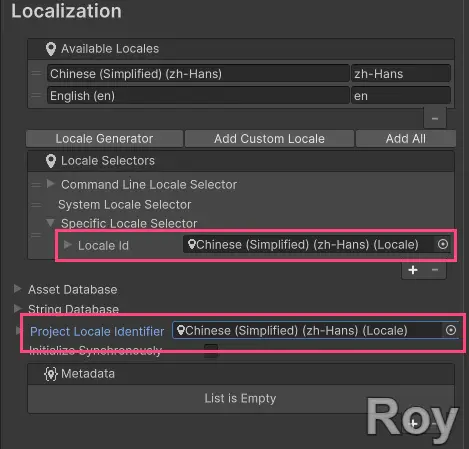 Localization
Available Locales
Chinese (Simplified) (zh-Hans) zh-Hans
English (en) en
−
Locale Generator Add Custom Locale Add All
Locale Selectors
Command Line Locale Selector
System Locale Selector
Specific Locale Selector
Locale Id Chinese (Simplified) (zh-Hans) (Locale)
+ −
Asset Database
String Database
Project Locale Identifier Chinese (Simplified) (zh-Hans) (Locale)
Initialize Synchronously
Metadata
List is Empty
+ −
Roy